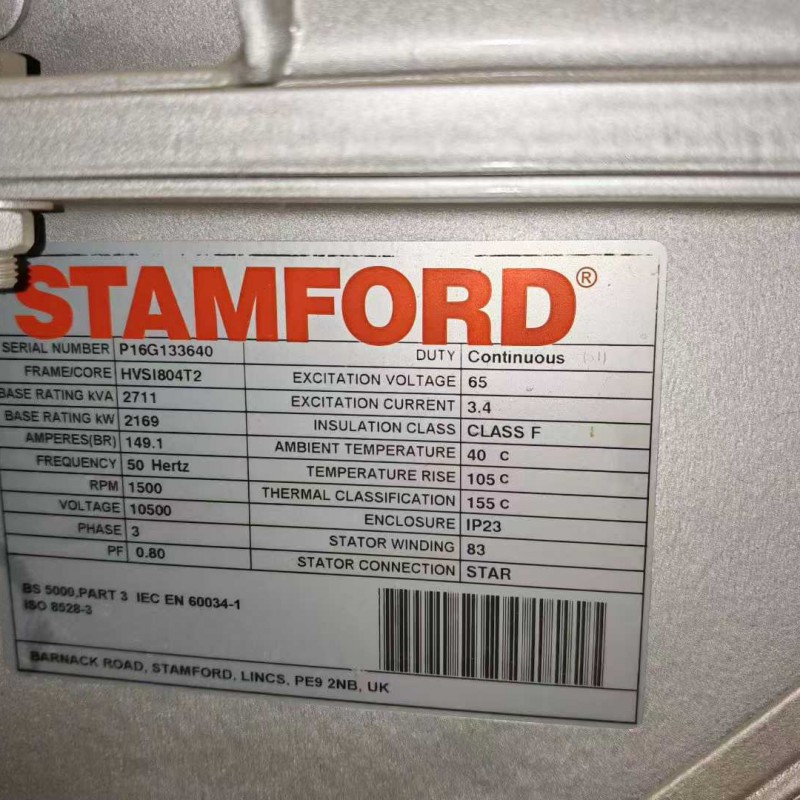 STAMFORD®
SERIAL NUMBER P16G133640
FRAME/CORE HVSI804T2
BASE RATING kVA 2711
BASE RATING kW 2169
AMPERES(BR) 149.1
FREQUENCY 50 Hertz
RPM 1500
VOLTAGE 10500
PHASE 3
PF 0.80
DUTY Continuous (S1)
EXCITATION VOLTAGE 65
EXCITATION CURRENT 3.4
INSULATION CLASS CLASS F
AMBIENT TEMPERATURE 40 C
TEMPERATURE RISE 105 C
THERMAL CLASSIFICATION 155 C
ENCLOSURE IP23
STATOR WINDING 83
STATOR CONNECTION STAR
BS 5000,PART 3 IEC EN 60034-1
ISO 8528-3
BARNACK ROAD, STAMFORD, LINCS. PE9 2NB, UK